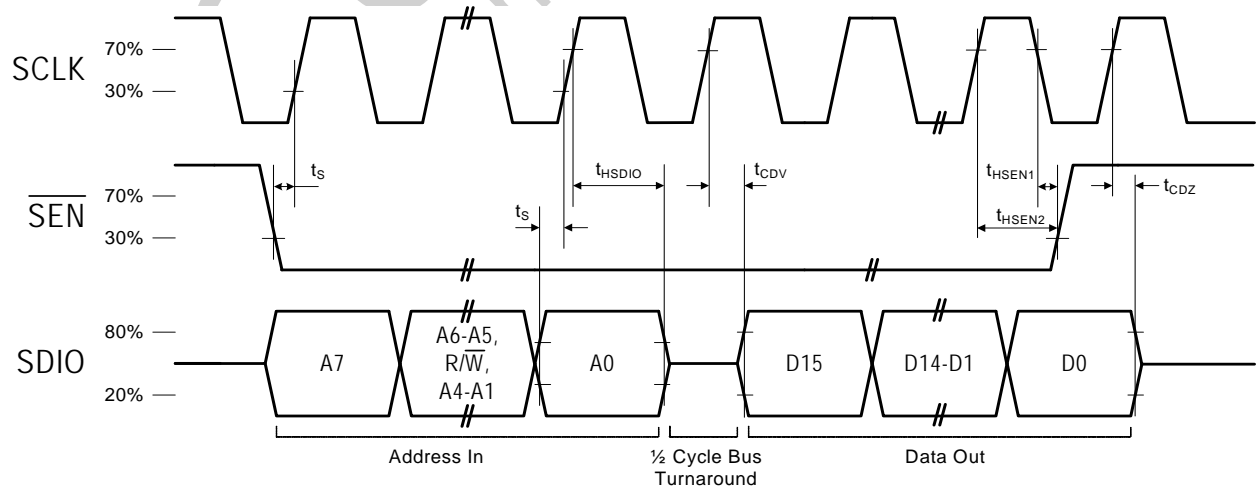 SCLK
70%
30%
SEN
70%
30%
tS
tS
tHSDIO
tCDV
tHSEN1
tHSEN2
tCDZ
SDIO
80%
20%
A7
A6-A5,
R/W,
A4-A1
A0
D15
D14-D1
D0
Address In
½ Cycle Bus
Turnaround
Data Out